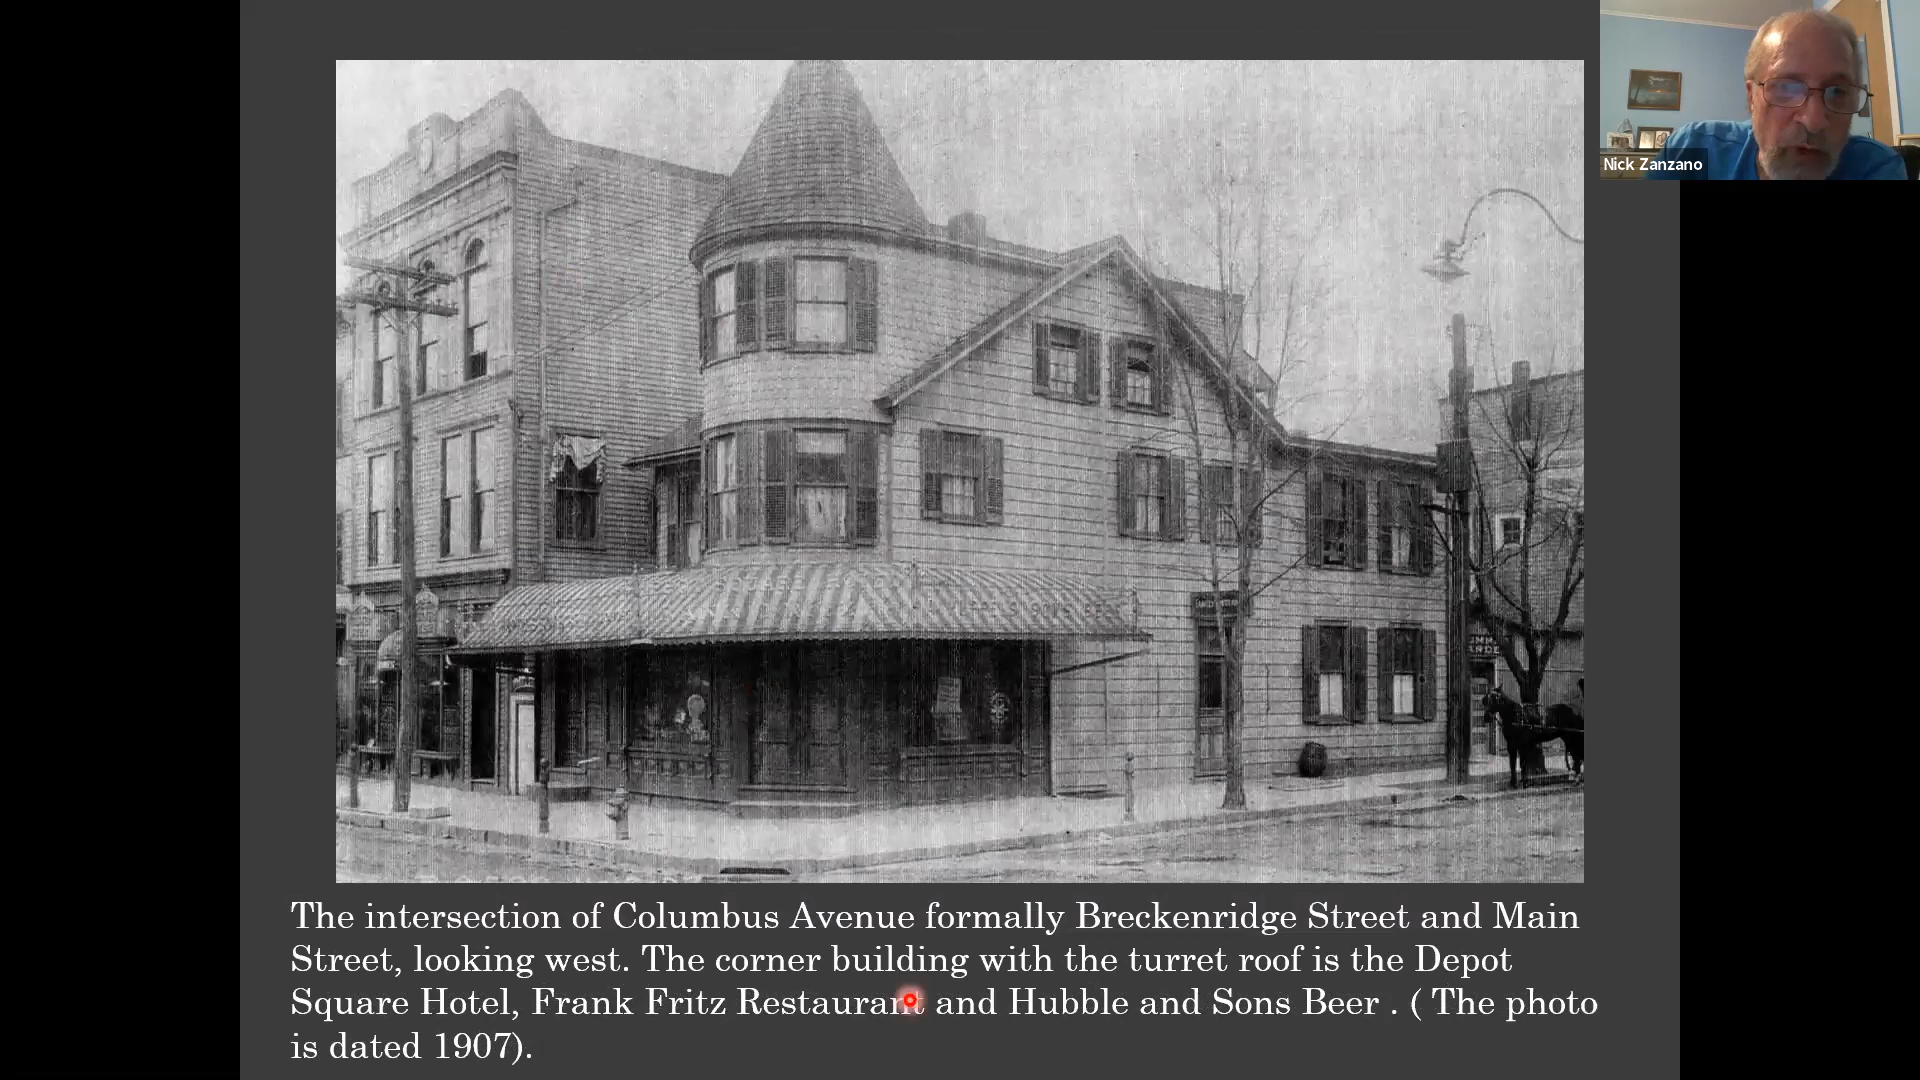 Nick Zanzano
The intersection of Columbus Avenue formally Breckenridge Street and Main
Street, looking west. The corner building with the turret roof is the Depot
Square Hotel, Frank Fritz Restaurant and Hubble and Sons Beer . ( The photo
is dated 1907).